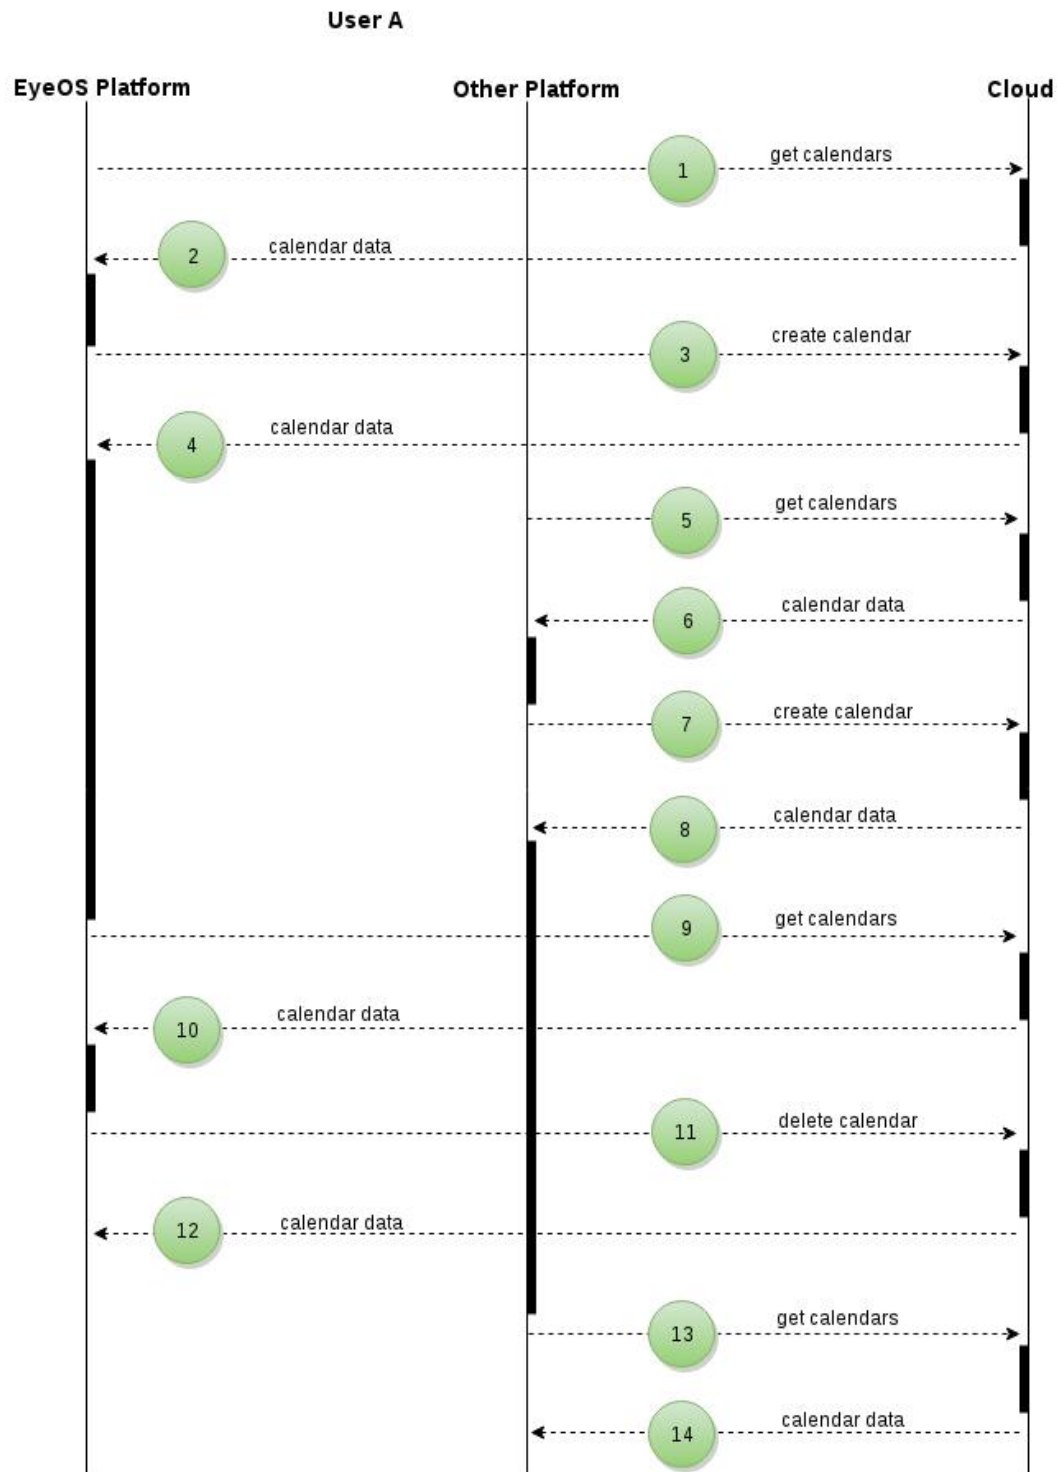 User A
EyeOS Platform Other Platform Cloud
1 get calendars
2 calendar data
3 create calendar
4 calendar data
5 get calendars
6 calendar data
7 create calendar
8 calendar data
9 get calendars
10 calendar data
11 delete calendar
12 calendar data
13 get calendars
14 calendar data